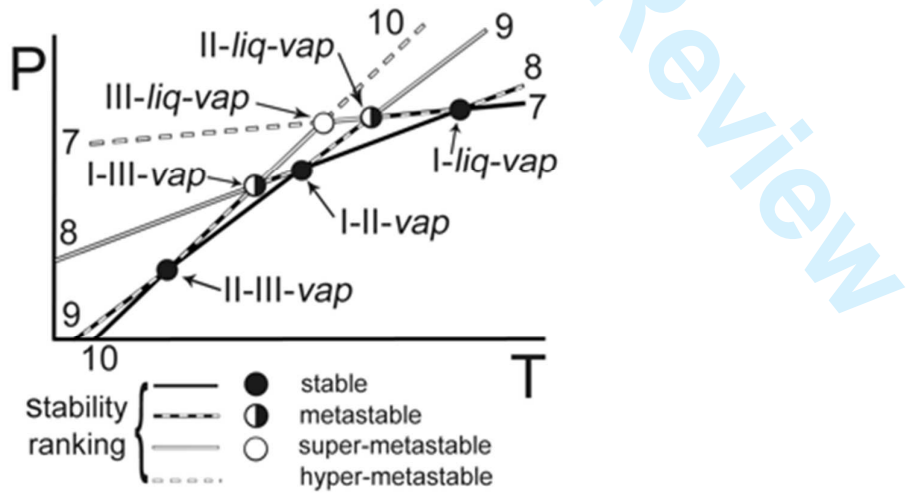 10
9
II-liq-vap
P
8
III-liq-vap
7
7
I-liq-vap
I-III-vap
I-II-vap
8
II-III-vap
9
10
T
stability
ranking
stable
metastable
super-metastable
hyper-metastable
Review